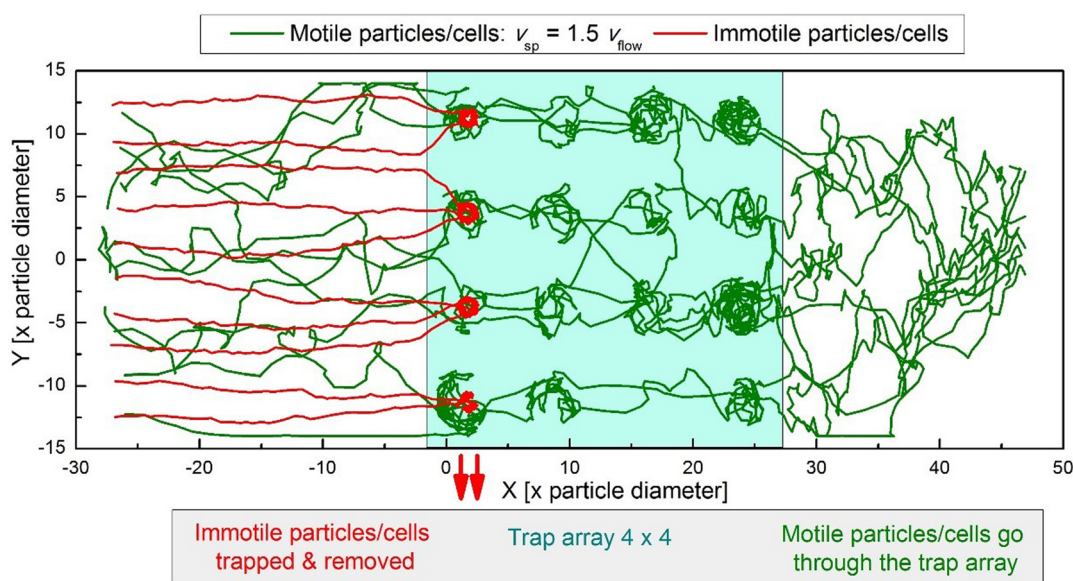 Motile particles/cells: v_sp = 1.5 v_flow Immotile particles/cells
15
10
5
0
-5
-10
-15
Y [x particle diameter]
-30 -20 -10 0 10 20 30 40 50
X [x particle diameter]
Immotile particles/cells
trapped & removed
Trap array 4 x 4
Motile particles/cells go
through the trap array